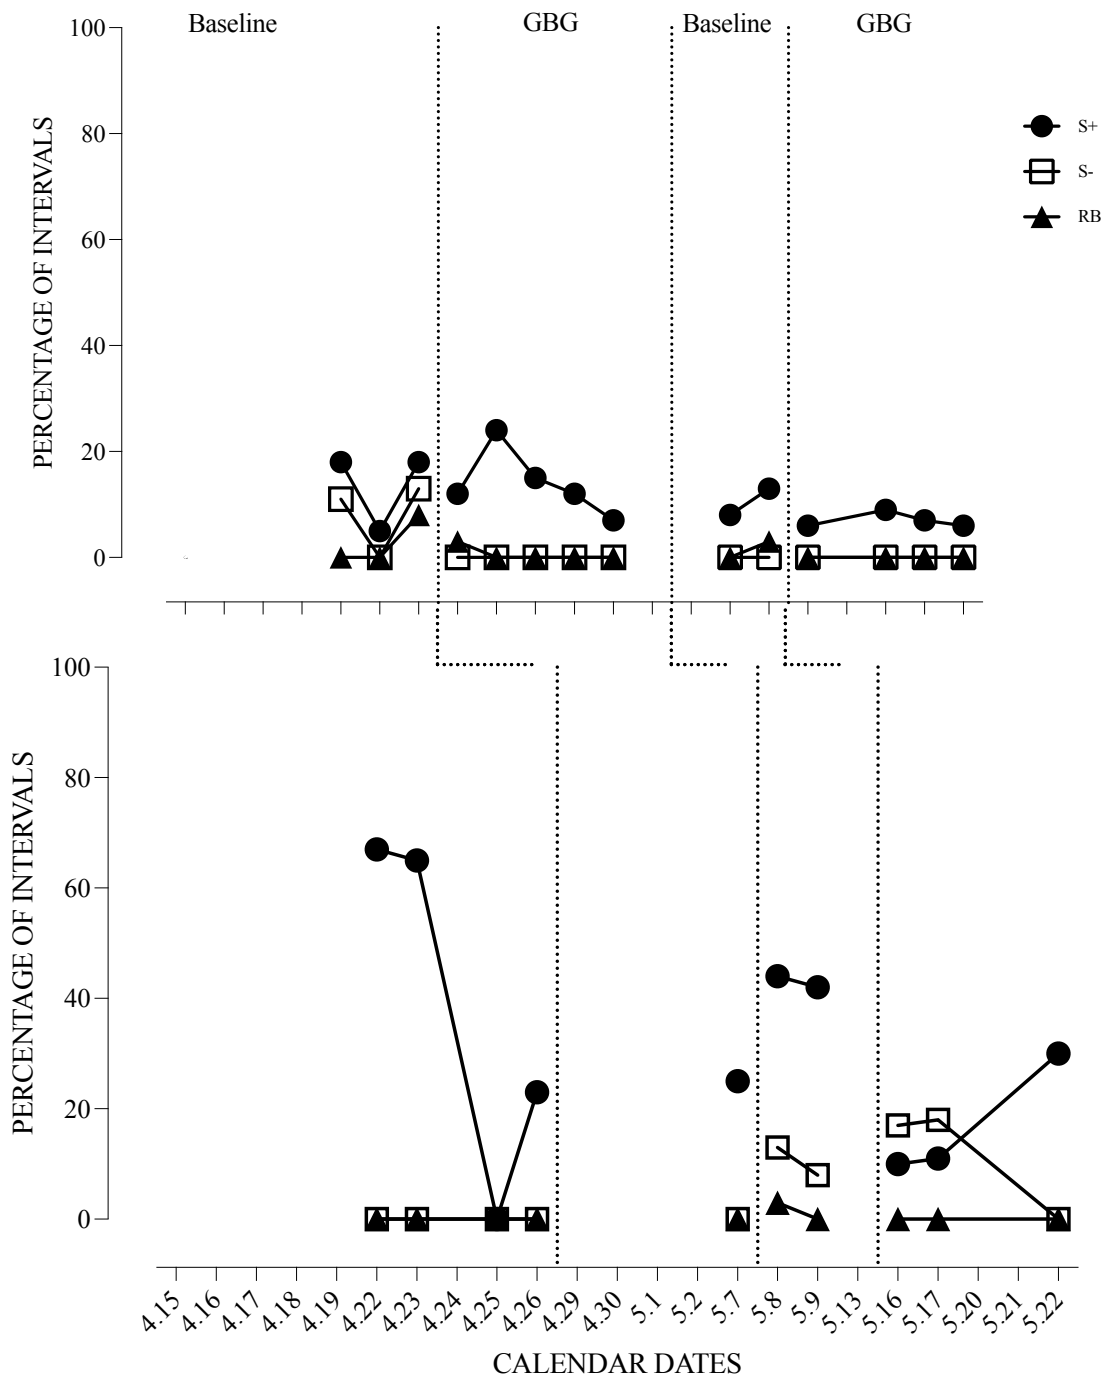 Baseline GBG Baseline GBG
100
80
60
40
20
0
PERCENTAGE OF INTERVALS
S+
S-
RB
100
80
60
40
20
0
PERCENTAGE OF INTERVALS
4.15 4.16 4.17 4.18 4.19 4.22 4.23 4.24 4.25 4.26 4.29 4.30 5.1 5.2 5.7 5.8 5.9 5.13 5.16 5.17 5.20 5.21 5.22
CALENDAR DATES